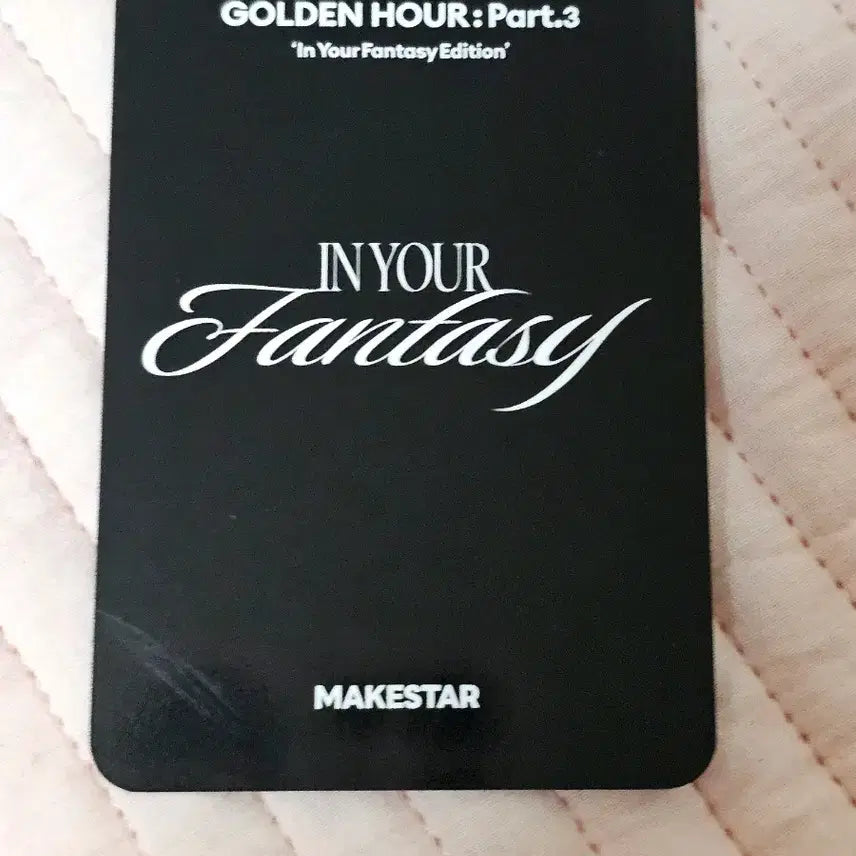 GOLDEN HOUR : Part.3
'In Your Fantasy Edition'
IN YOUR
Fantasy
MAKESTAR